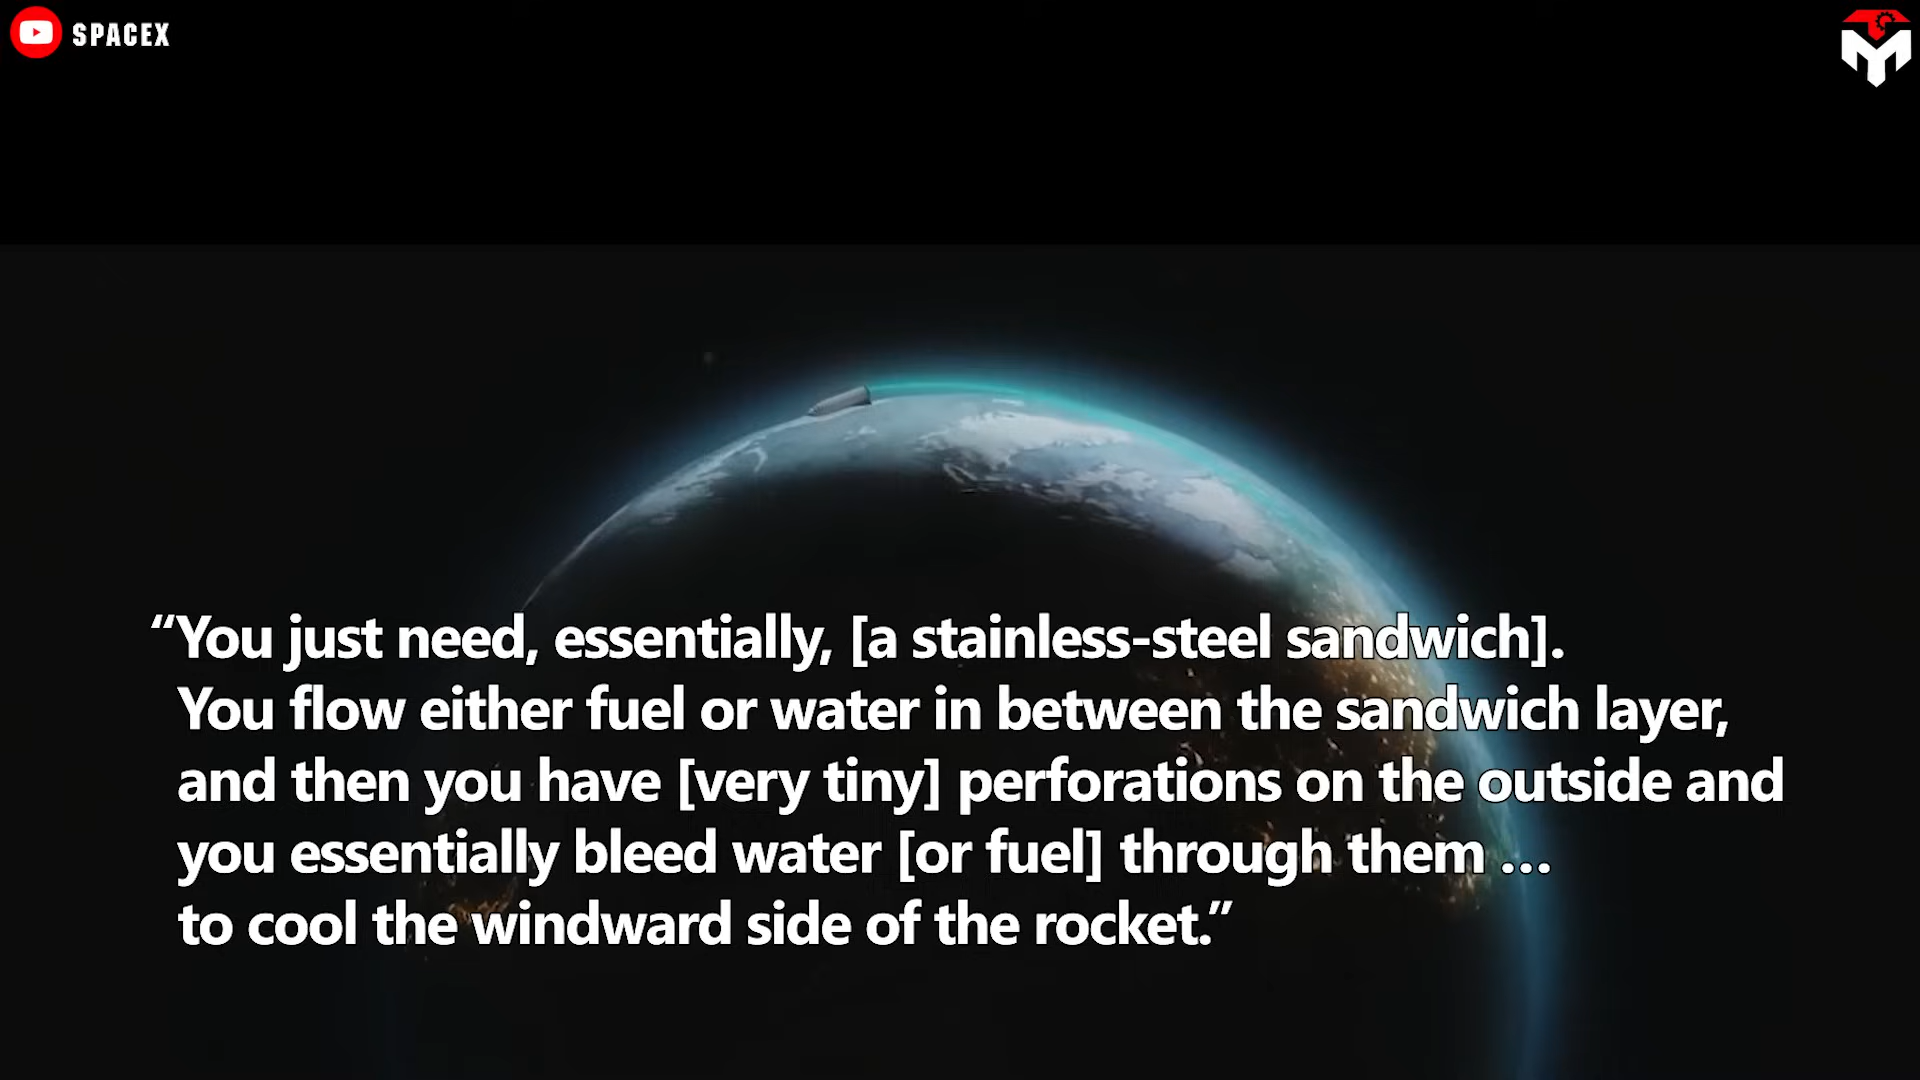 SPACEX
“You just need, essentially, [a stainless-steel sandwich].
You flow either fuel or water in between the sandwich layer,
and then you have [very tiny] perforations on the outside and
you essentially bleed water [or fuel] through them ...
to cool the windward side of the rocket.”